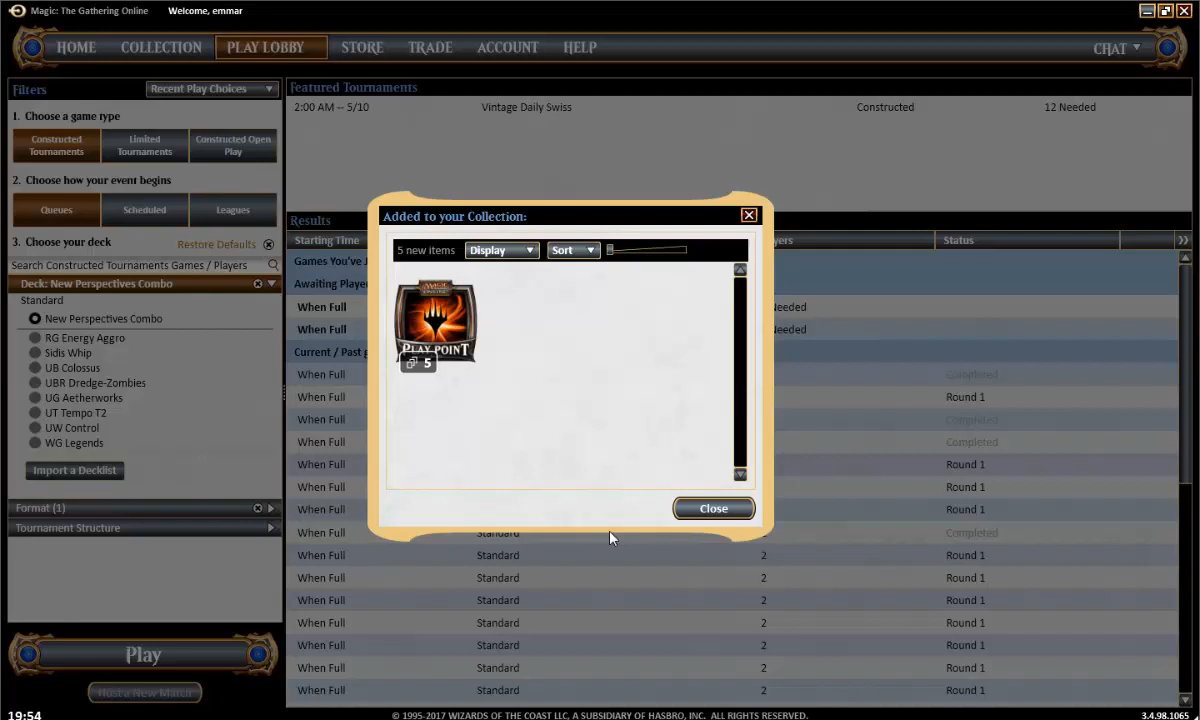 Magic: The Gathering Online Welcome, emmar
HOME COLLECTION PLAY LOBBY STORE TRADE ACCOUNT HELP CHAT
Filters Recent Play Choices
1. Choose a game type
Constructed Tournaments Limited Tournaments Constructed Open Play
2. Choose how your event begins
Queues Scheduled Leagues
3. Choose your deck Restore Defaults
Search Constructed Tournaments Games / Players
Deck: New Perspectives Combo
Standard
New Perspectives Combo
RG Energy Aggro
Sidis Whip
UB Colossus
UBR Dredge-Zombies
UG Aetherworks
UT Tempo T2
UW Control
WG Legends
Import a Decklist
Format (1)
Tournament Structure
Play
Host a New Match
19:54
Featured Tournaments
2:00 AM -- 5/10 Vintage Daily Swiss Constructed 12 Needed
Results
Starting Time yers Status
Games You've J
Awaiting Player
When Full Needed
When Full Needed
Current / Past g
When Full Completed
When Full Round 1
When Full Completed
When Full Completed
When Full Round 1
When Full Round 1
When Full Round 1
When Full Standard Completed
When Full Standard 2 Round 1
When Full Standard 2 Round 1
When Full Standard 2 Round 1
When Full Standard 2 Round 1
When Full Standard 2 Round 1
When Full Standard 2 Round 1
When Full Standard 2 Round 1
Added to your Collection:
5 new items Display Sort
MAGIC ONLINE
PLAY POINT
5
Close
© 1995-2017 WIZARDS OF THE COAST LLC, A SUBSIDIARY OF HASBRO, INC. ALL RIGHTS RESERVED.
3.4.98.1065